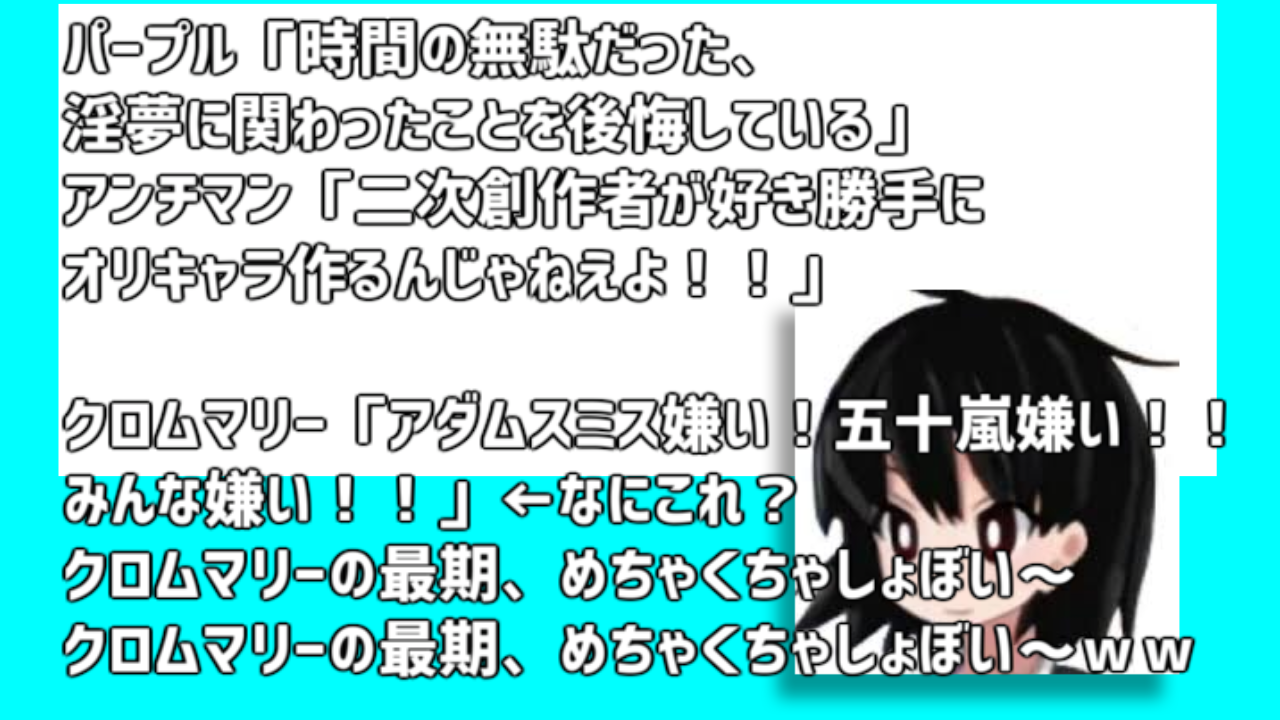 パープル「時間の無駄だった、
淫夢に関わったことを後悔している」
アンチマン「二次創作者が好き勝手に
オリキャラ作るんじゃねえよ！！」
クロムマリー「アダムスミス嫌い！五十嵐嫌い！！
みんな嫌い！！」←なにこれ？
クロムマリーの最期、めちゃくちゃしょぼい～
クロムマリーの最期、めちゃくちゃしょぼい～ｗｗ